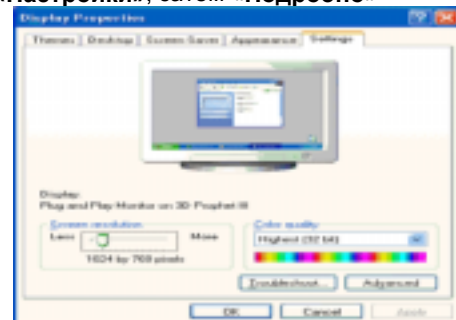 «Настройки», затем «Подробно»
Display Properties
Themes Desktop Screen Saver Appearance Settings
Display:
Plug and Play Monitor on 3D Prophet III
Screen resolution
Color quality
Less More
Highest (32 bit)
1024 by 768 pixels
Troubleshoot... Advanced
OK Cancel Apply